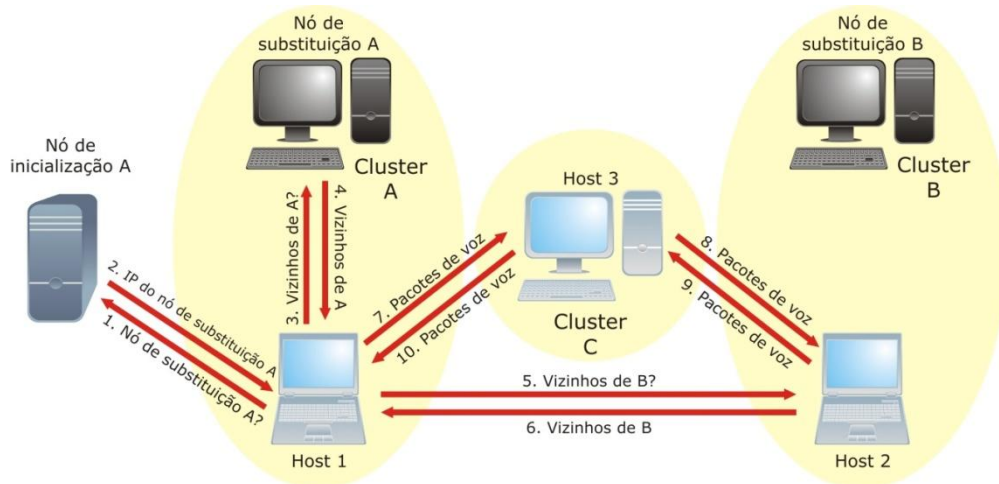 Nó de
substituição A
Nó de
substituição B
Nó de
inicialização A
Cluster
A
Cluster
B
Host 3
Cluster
C
1. Nó de substituição A?
2. IP do nó de substituição A
3. Vizinhos de A?
4. Vizinhos de A
5. Vizinhos de B?
6. Vizinhos de B
7. Pacotes de voz
8. Pacotes de voz
9. Pacotes de voz
10. Pacotes de voz
Host 1
Host 2